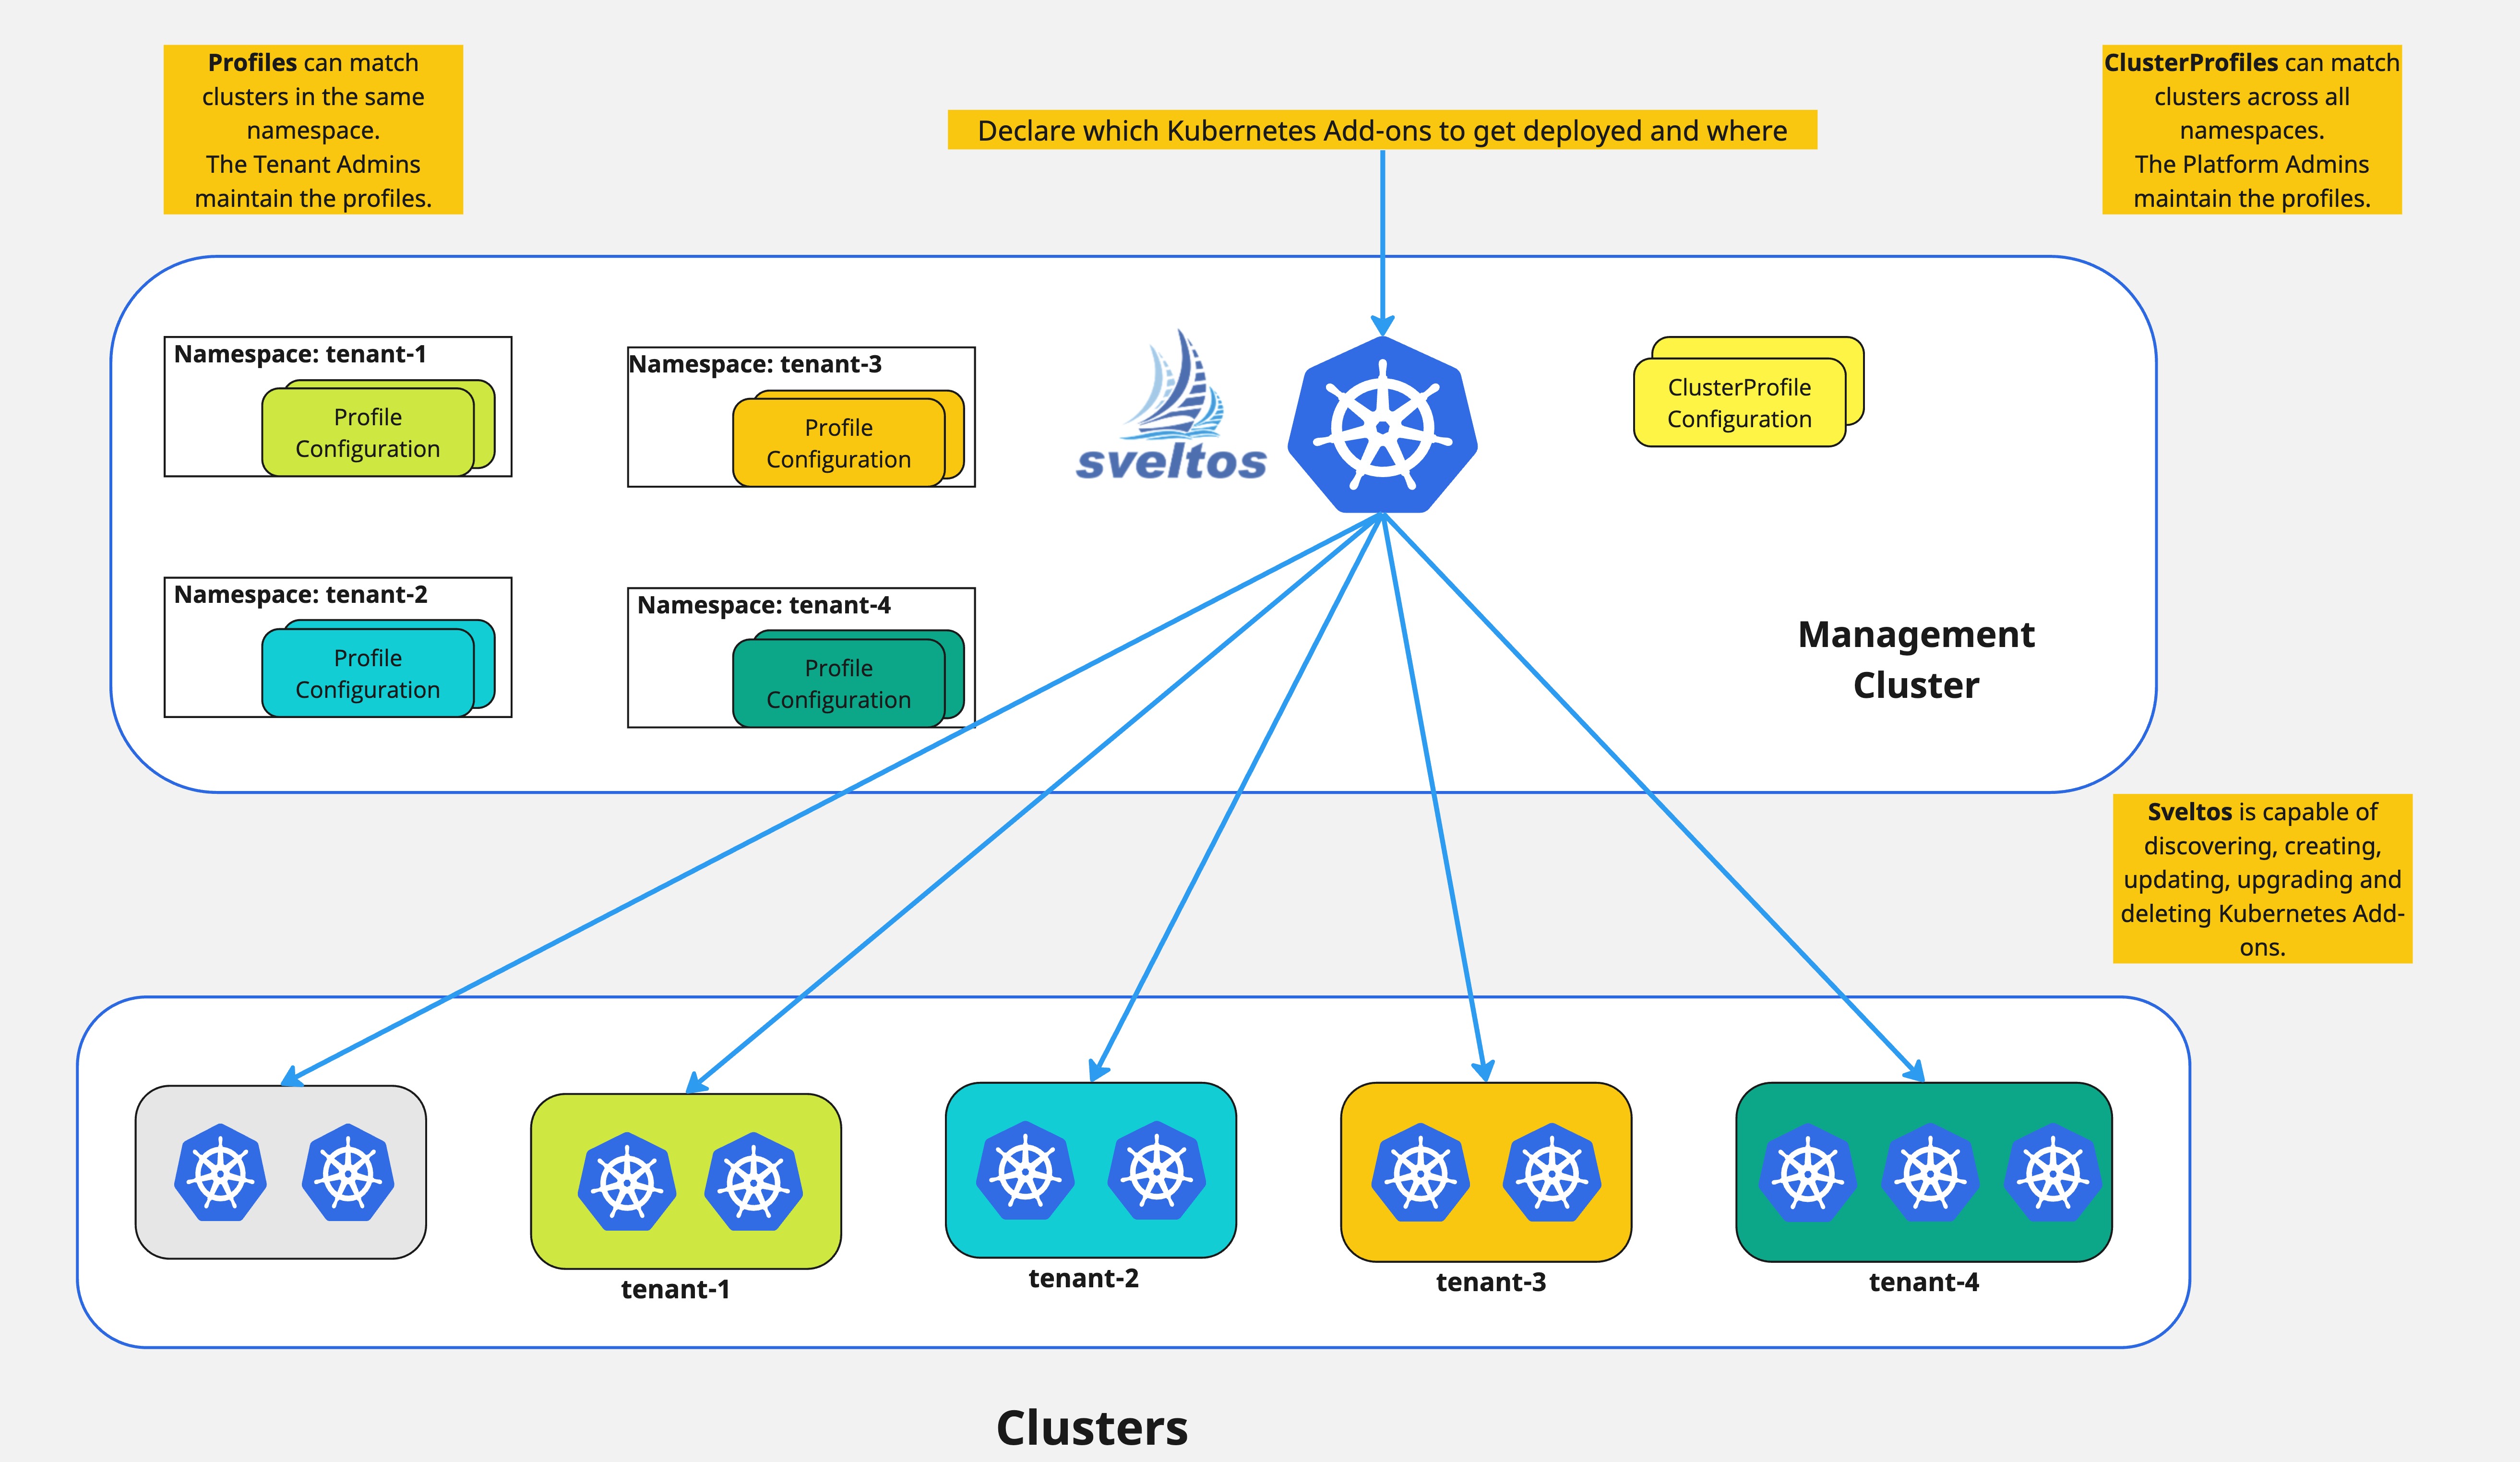 Profiles can match
clusters in the same
namespace.
The Tenant Admins
maintain the profiles.
Declare which Kubernetes Add-ons to get deployed and where
ClusterProfiles can match
clusters across all
namespaces.
The Platform Admins
maintain the profiles.
Namespace: tenant-1
Profile
Configuration
Namespace: tenant-3
Profile
Configuration
sveltos
ClusterProfile
Configuration
Namespace: tenant-2
Profile
Configuration
Namespace: tenant-4
Profile
Configuration
Management
Cluster
Sveltos is capable of
discovering, creating,
updating, upgrading and
deleting Kubernetes Add-
ons.
tenant-1
tenant-2
tenant-3
tenant-4
Clusters